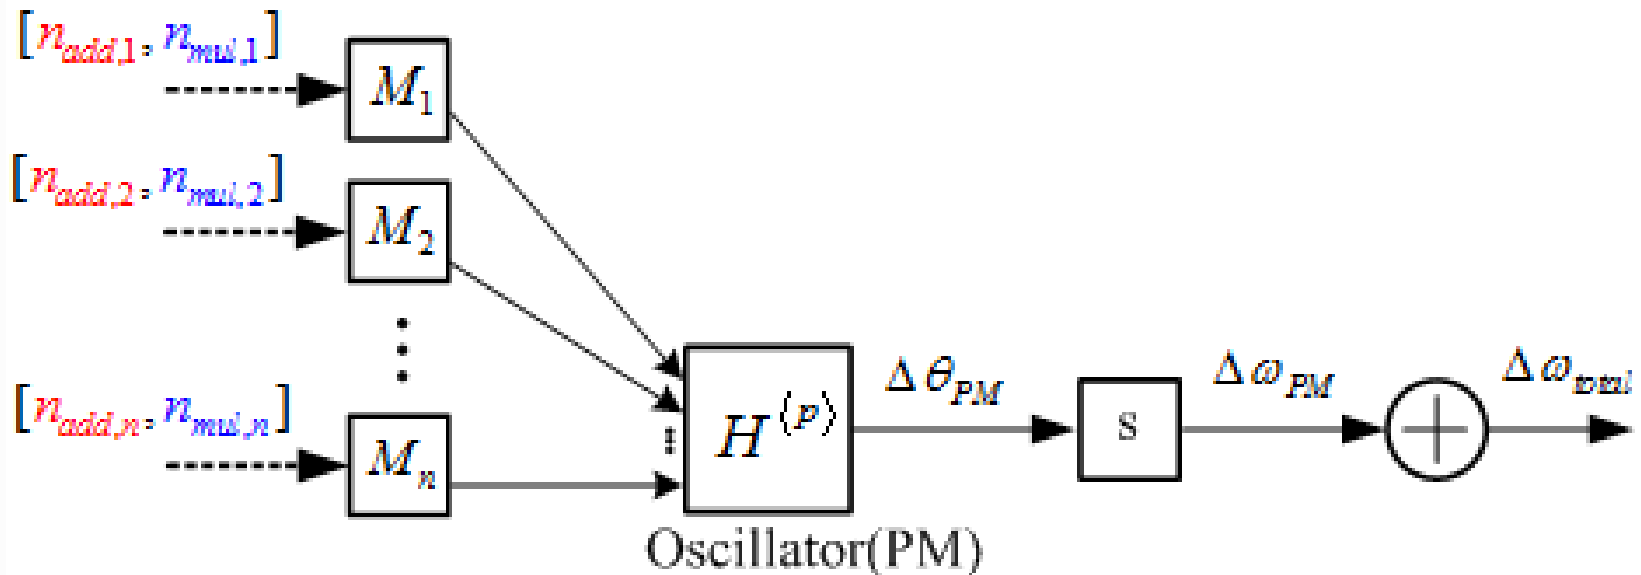 [n_add,1, n_mul,1]
M_1
[n_add,2, n_mul,2]
M_2
[n_add,n, n_mul,n]
M_n
H^(p)
Δθ_PM
s
Δω_PM
+
Δω_total
Oscillator(PM)